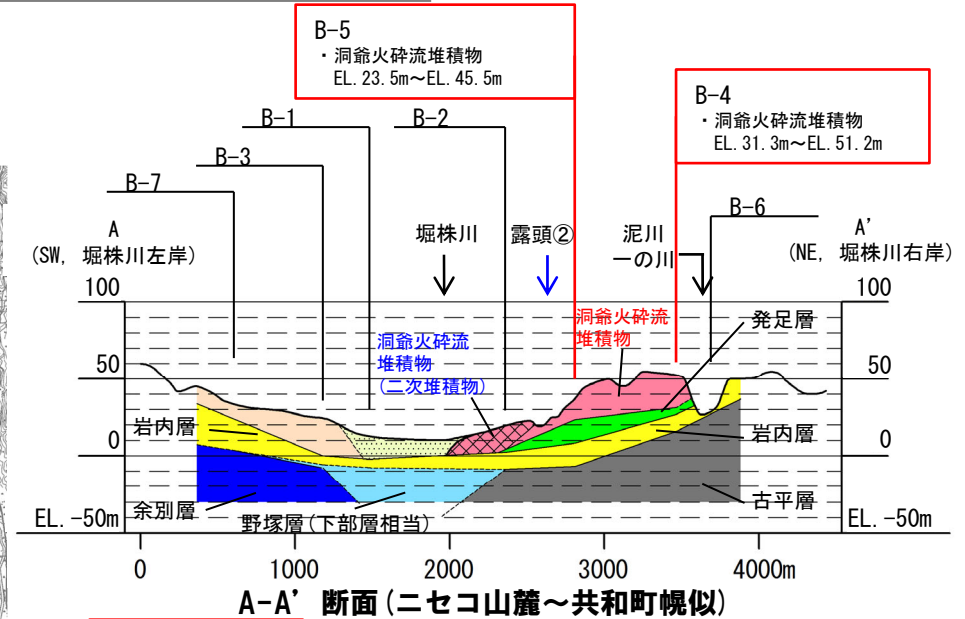 B-5
・洞爺火砕流堆積物
EL.23.5m～EL.45.5m
B-4
・洞爺火砕流堆積物
EL.31.3m～EL.51.2m
B-1
B-2
B-3
B-7
B-6
A
(SW, 堀株川左岸)
堀株川
露頭②
泥川
一の川
A'
(NE, 堀株川右岸)
100
100
洞爺火砕流
堆積物
(二次堆積物)
洞爺火砕流
堆積物
発足層
50
50
岩内層
岩内層
0
0
余別層
野塚層(下部層相当)
古平層
EL.-50m
EL.-50m
0
1000
2000
3000
4000m
A-A' 断面(ニセコ山麓～共和町幌似)